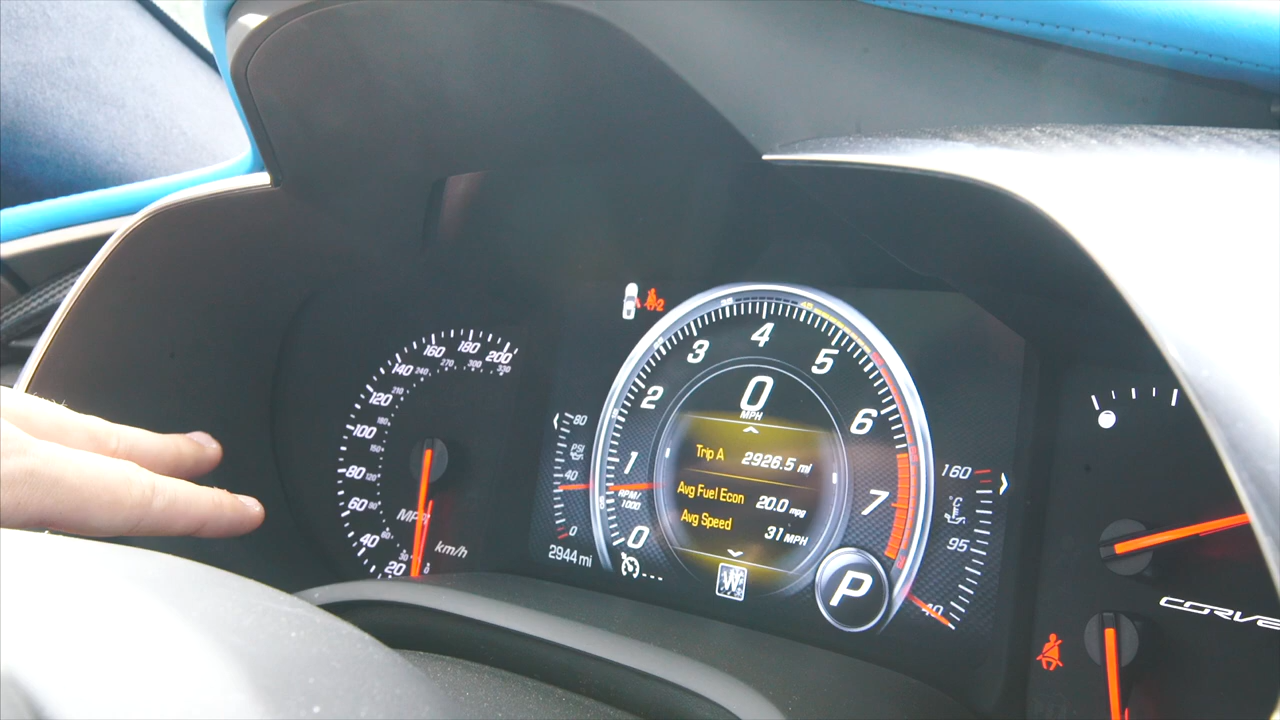 200
180
160
140
120
100
80
60
40
20
MPH
km/h
80
PSI
40
0
2944 mi
2
0
1
2
3
4
5
6
7
RPM/
1000
0
MPH
Trip A 2926.5 mi
Avg Fuel Econ 20.0 mpg
Avg Speed 31 MPH
W
P
160
°C
95
40
CORVE